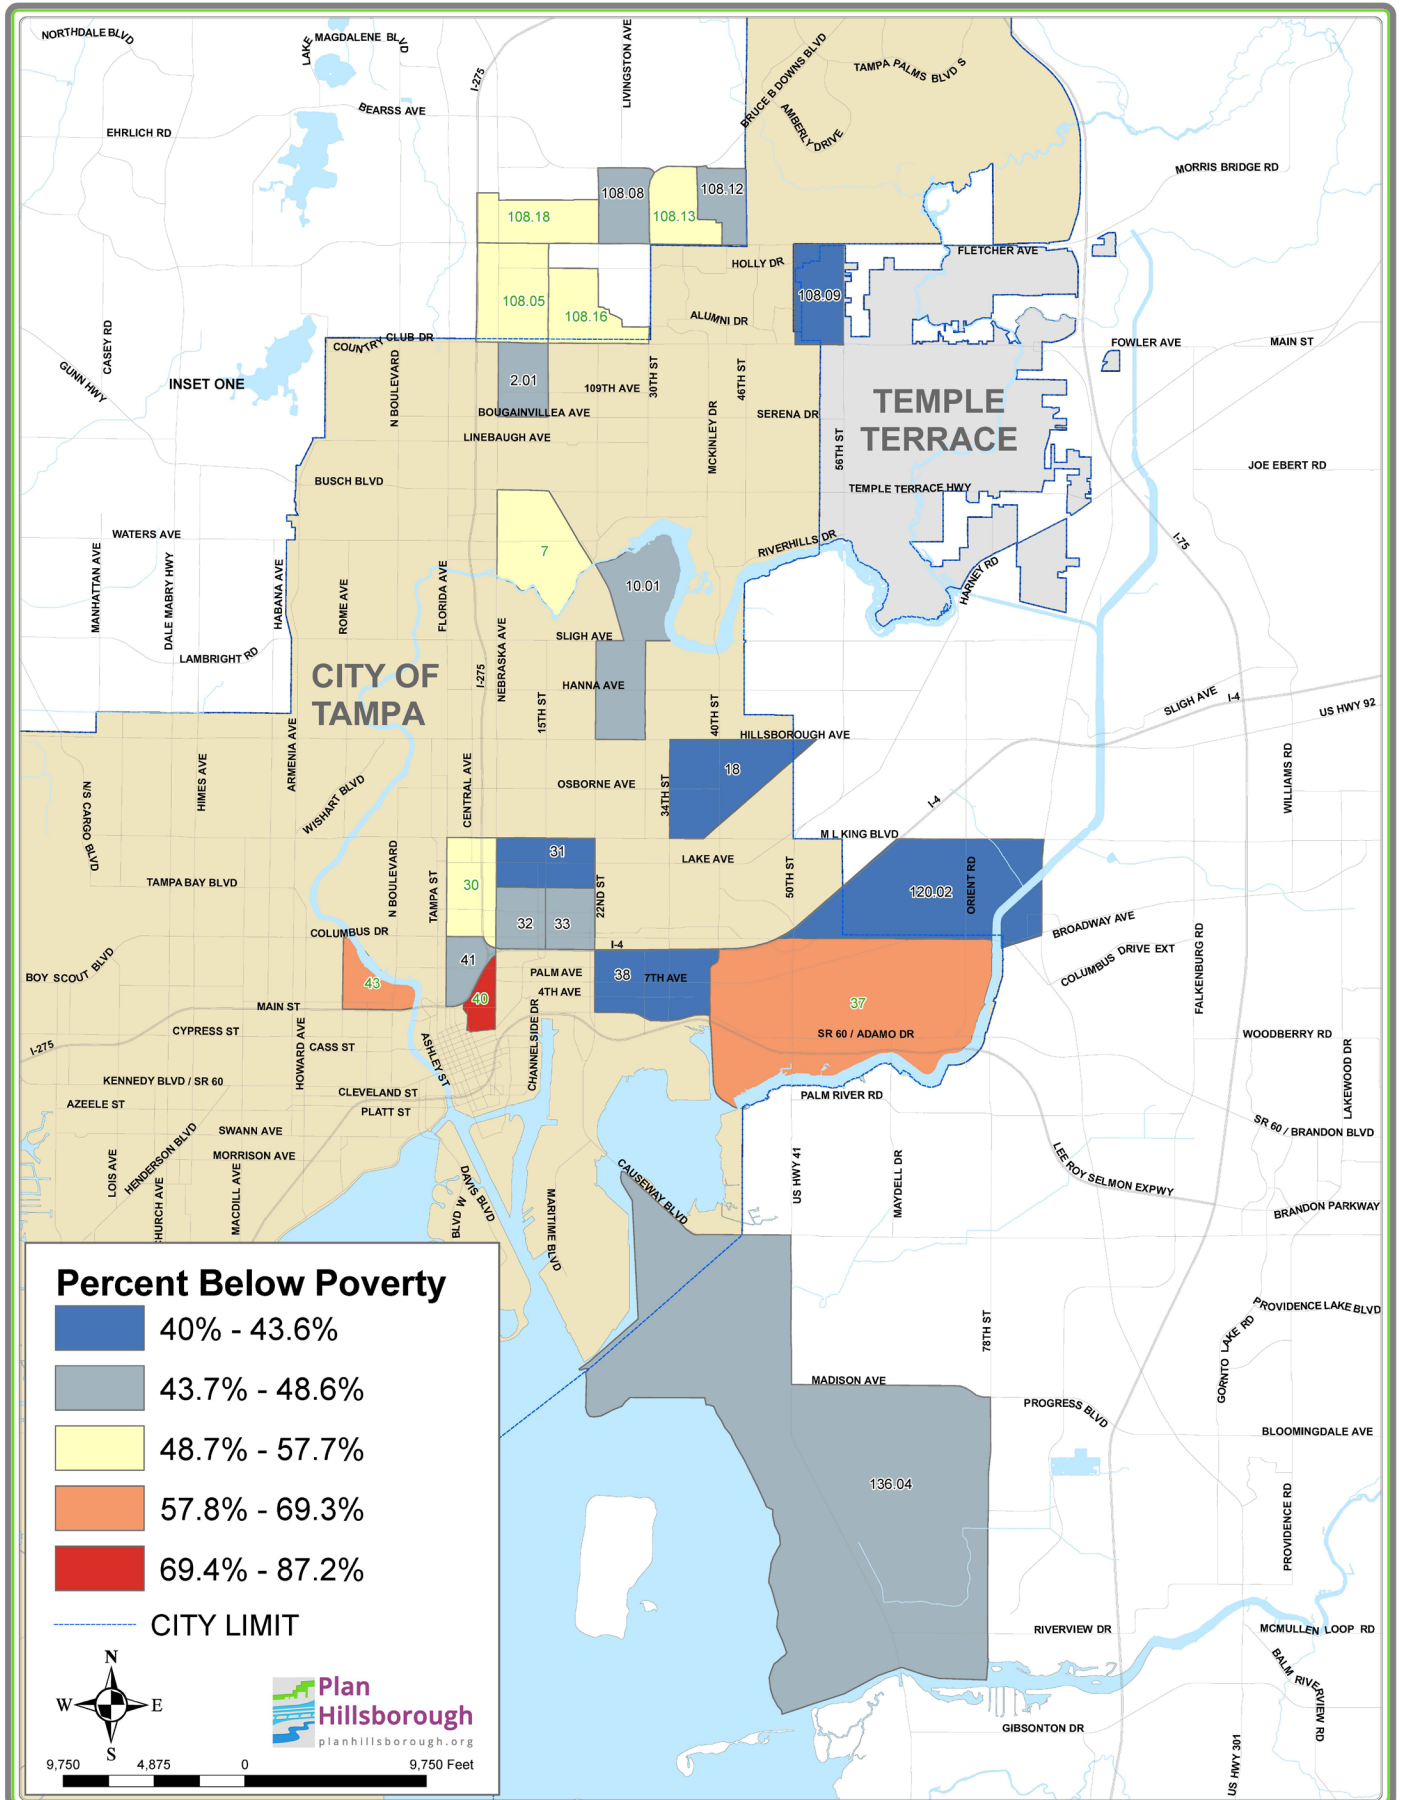 NORTHDALE BLVD
LAKE MAGDALENE BLVD
I-275
LIVINGSTON AVE
BRUCE B DOWNS BLVD
TAMPA PALMS BLVD S
AMBERLY DRIVE
BEARSS AVE
EHRLICH RD
MORRIS BRIDGE RD
108.08
108.12
108.18
108.13
FLETCHER AVE
HOLLY DR
108.09
108.05
108.16
ALUMNI DR
COUNTRY CLUB DR
CASEY RD
GUNN HWY
INSET ONE
N BOULEVARD
2.01
109TH AVE
30TH ST
46TH ST
FOWLER AVE
MAIN ST
BOUGAINVILLEA AVE
LINEBAUGH AVE
MCKINLEY DR
SERENA DR
56TH ST
TEMPLE
TERRACE
JOE EBERT RD
BUSCH BLVD
TEMPLE TERRACE HWY
WATERS AVE
MANHATTAN AVE
DALE MABRY HWY
HABANA AVE
ROME AVE
FLORIDA AVE
7
10.01
RIVERHILLS DR
HARNEY RD
I-75
LAMBRIGHT RD
SLIGH AVE
NEBRASKA AVE
I-275
HANNA AVE
15TH ST
40TH ST
CITY OF
TAMPA
SLIGH AVE
I-4
US HWY 92
HILLSBOROUGH AVE
ARMENIA AVE
HIMES AVE
N/S CARGO BLVD
WISHART BLVD
CENTRAL AVE
OSBORNE AVE
34TH ST
18
I-4
WILLIAMS RD
M L KING BLVD
31
LAKE AVE
50TH ST
ORIENT RD
120.02
TAMPA BAY BLVD
N BOULEVARD
TAMPA ST
30
22ND ST
32
33
COLUMBUS DR
I-4
BROADWAY AVE
COLUMBUS DRIVE EXT
FALKENBURG RD
BOY SCOUT BLVD
41
PALM AVE
4TH AVE
38
7TH AVE
43
40
37
MAIN ST
CYPRESS ST
I-275
HOWARD AVE
CASS ST
ASHLEY ST
CHANNELSIDE DR
SR 60 / ADAMO DR
WOODBERRY RD
LAKEWOOD DR
KENNEDY BLVD / SR 60
CLEVELAND ST
AZEELE ST
PLATT ST
PALM RIVER RD
SWANN AVE
MORRISON AVE
HENDERSON BLVD
LOIS AVE
CHURCH AVE
MACDILL AVE
SR 60 / BRANDON BLVD
LEE ROY SELMON EXPWY
BRANDON PARKWAY
US HWY 41
MAYDELL DR
CAUSEWAY BLVD
DAVIS BLVD
BLVD W
MARITIME BLVD
PROVIDENCE LAKE BLVD
GORNTO LAKE RD
78TH ST
MADISON AVE
PROGRESS BLVD
BLOOMINGDALE AVE
136.04
PROVIDENCE RD
RIVERVIEW DR
MCMULLEN LOOP RD
BALM RIVERVIEW RD
GIBSONTON DR
US HWY 301
Percent Below Poverty
40% - 43.6%
43.7% - 48.6%
48.7% - 57.7%
57.8% - 69.3%
69.4% - 87.2%
CITY LIMIT
N
W
E
S
Plan
Hillsborough
planhillsborough.org
9,750 4,875 0 9,750 Feet